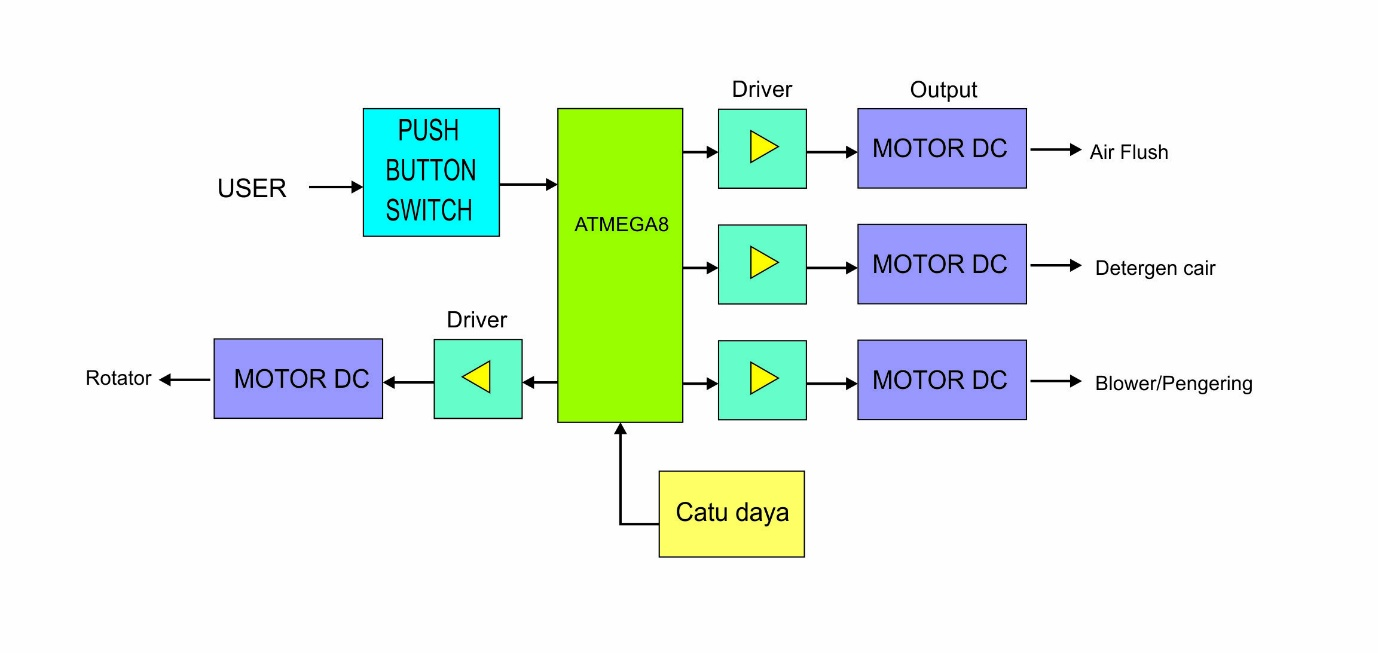 Driver
Output
PUSH
BUTTON
SWITCH
MOTOR DC
Air Flush
USER
ATMEGA8
MOTOR DC
Detergen cair
Driver
Rotator
MOTOR DC
MOTOR DC
Blower/Pengering
Catu daya